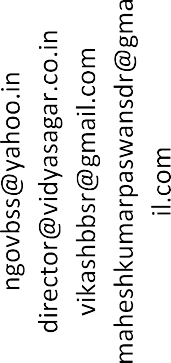 ngovbss@yahoo.in
director@vidyasagar.co.in
vikashbbsr@gmail.com
maheshkumarpaswansdr@gma
il.com